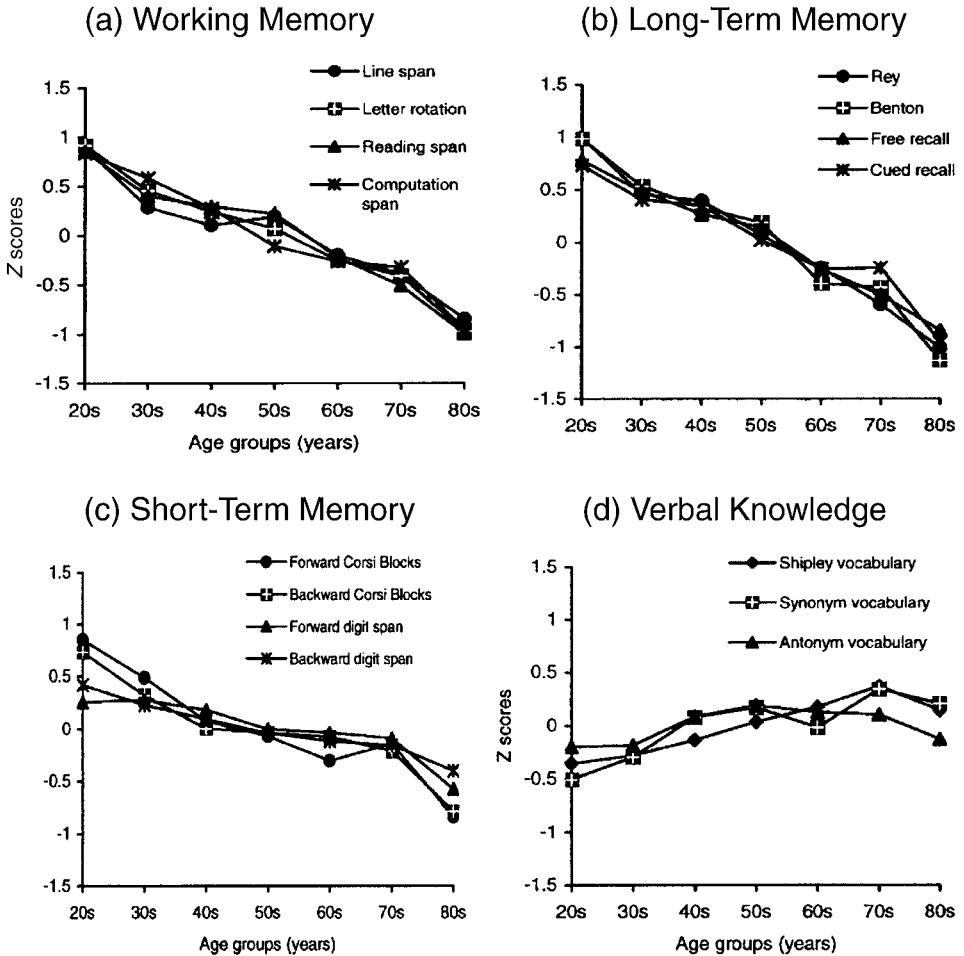 (a) Working Memory
Line span
Letter rotation
Reading span
Computation
span
Z scores
1.5
1
0.5
0
-0.5
-1
-1.5
20s 30s 40s 50s 60s 70s 80s
Age groups (years)
(b) Long-Term Memory
Rey
Benton
Free recall
Cued recall
1.5
1
0.5
0
-0.5
-1
-1.5
20s 30s 40s 50s 60s 70s 80s
(c) Short-Term Memory
Forward Corsi Blocks
Backward Corsi Blocks
Forward digit span
Backward digit span
1.5
1
0.5
0
-0.5
-1
-1.5
20s 30s 40s 50s 60s 70s 80s
Age groups (years)
(d) Verbal Knowledge
Shipley vocabulary
Synonym vocabulary
Antonym vocabulary
Z scores
1.5
1
0.5
0
-0.5
-1
-1.5
20s 30s 40s 50s 60s 70s 80s
Age groups (years)